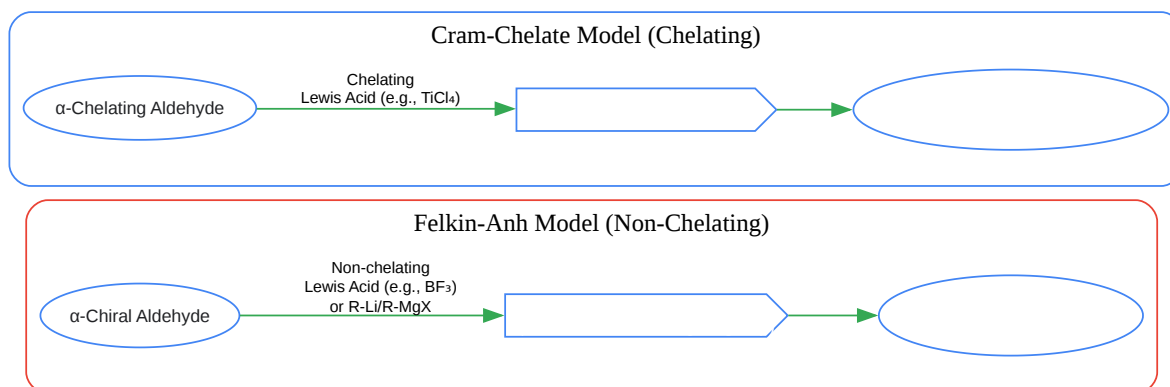 Cram-Chelate Model (Chelating)
α-Chelating Aldehyde
Chelating
Lewis Acid (e.g., TiCl₄)
Felkin-Anh Model (Non-Chelating)
α-Chiral Aldehyde
Non-chelating
Lewis Acid (e.g., BF₃)
or R-Li/R-MgX